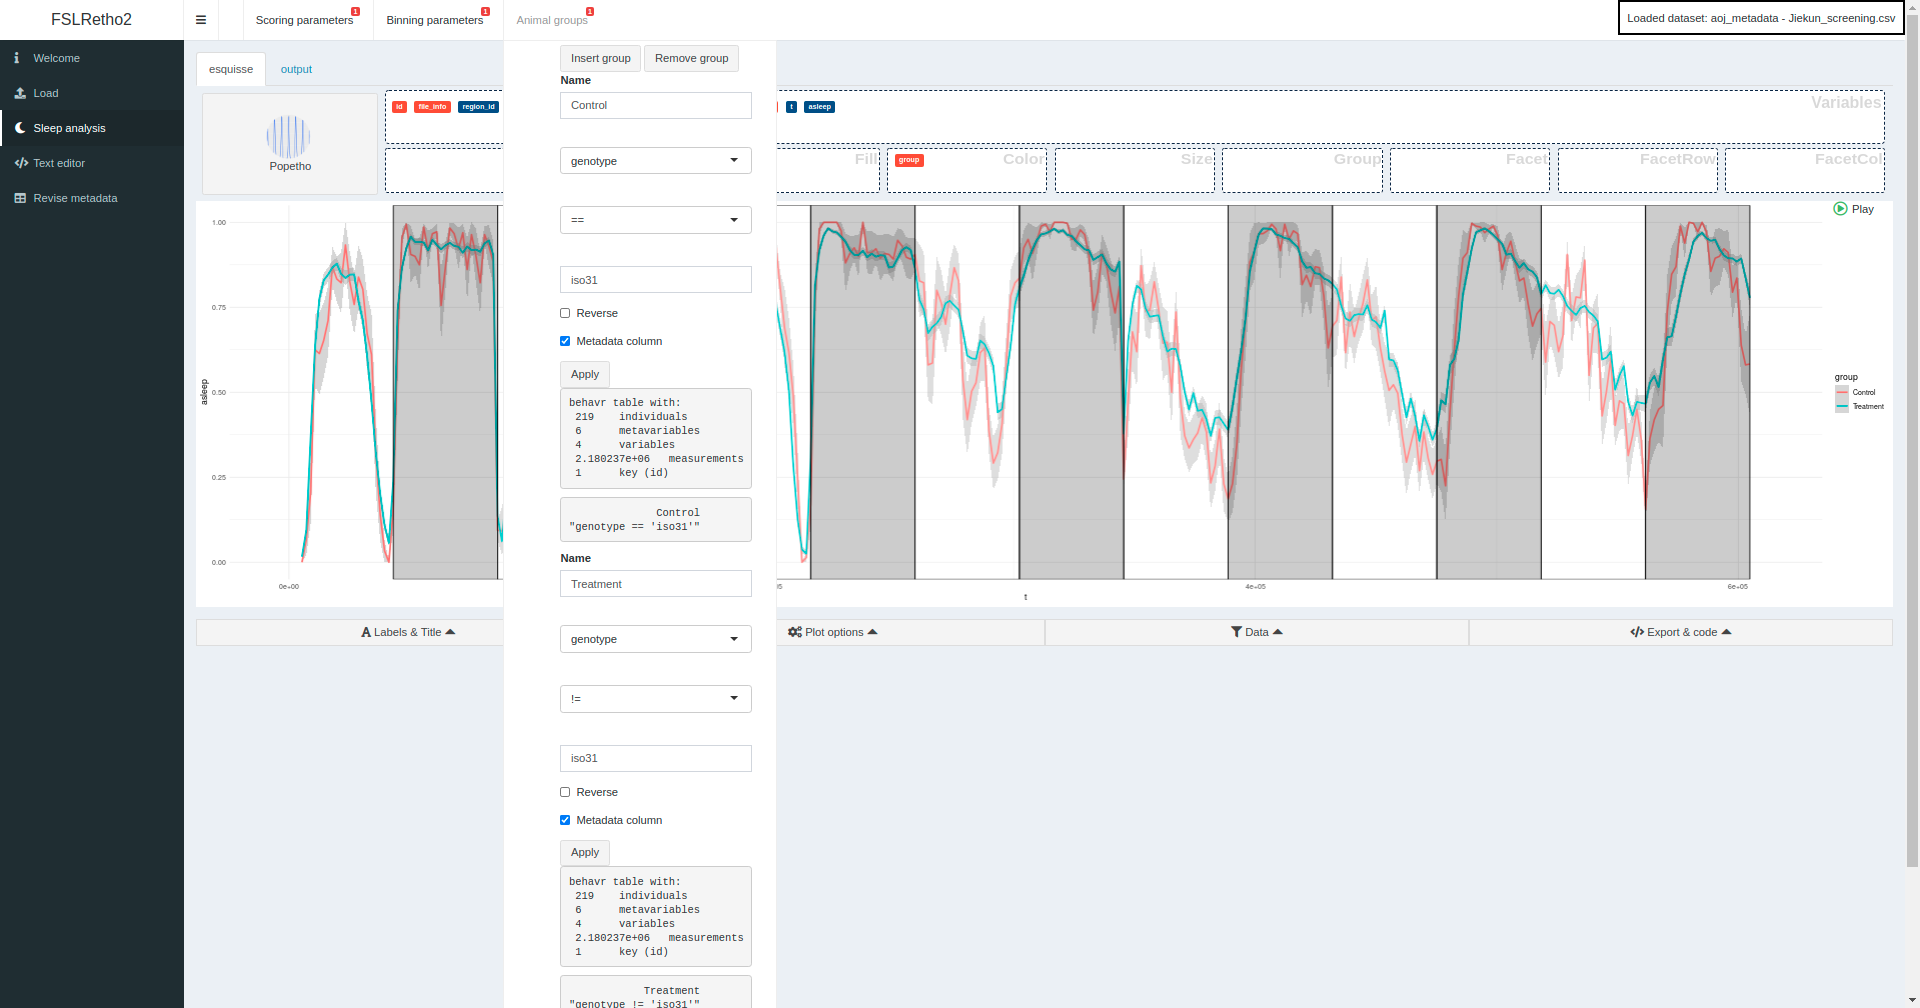 FSLRetho2
Scoring parameters 1
Binning parameters 1
Animal groups 1
Loaded dataset: aoj_metadata - Jiekun_screening.csv
Welcome
Load
Sleep analysis
Text editor
Revise metadata
esquisse
output
Popetho
id
file_info
region_id
t
asleep
Variables
Fill
group
Color
Size
Group
Facet
FacetRow
FacetCol
Play
Insert group
Remove group
Name
Control
genotype
==
iso31
Reverse
Metadata column
Apply
behavr table with:
219 individuals
6 metavariables
4 variables
2.180237e+06 measurements
1 key (id)
Control
"genotype == 'iso31'"
Name
Treatment
genotype
!=
iso31
Reverse
Metadata column
Apply
behavr table with:
219 individuals
6 metavariables
4 variables
2.180237e+06 measurements
1 key (id)
Treatment
"genotype != 'iso31'"
1.00
0.75
0.50
0.25
0.00
asleep
0e+00
4e+05
6e+05
t
group
Control
Treatment
Labels & Title
Plot options
Data
Export & code